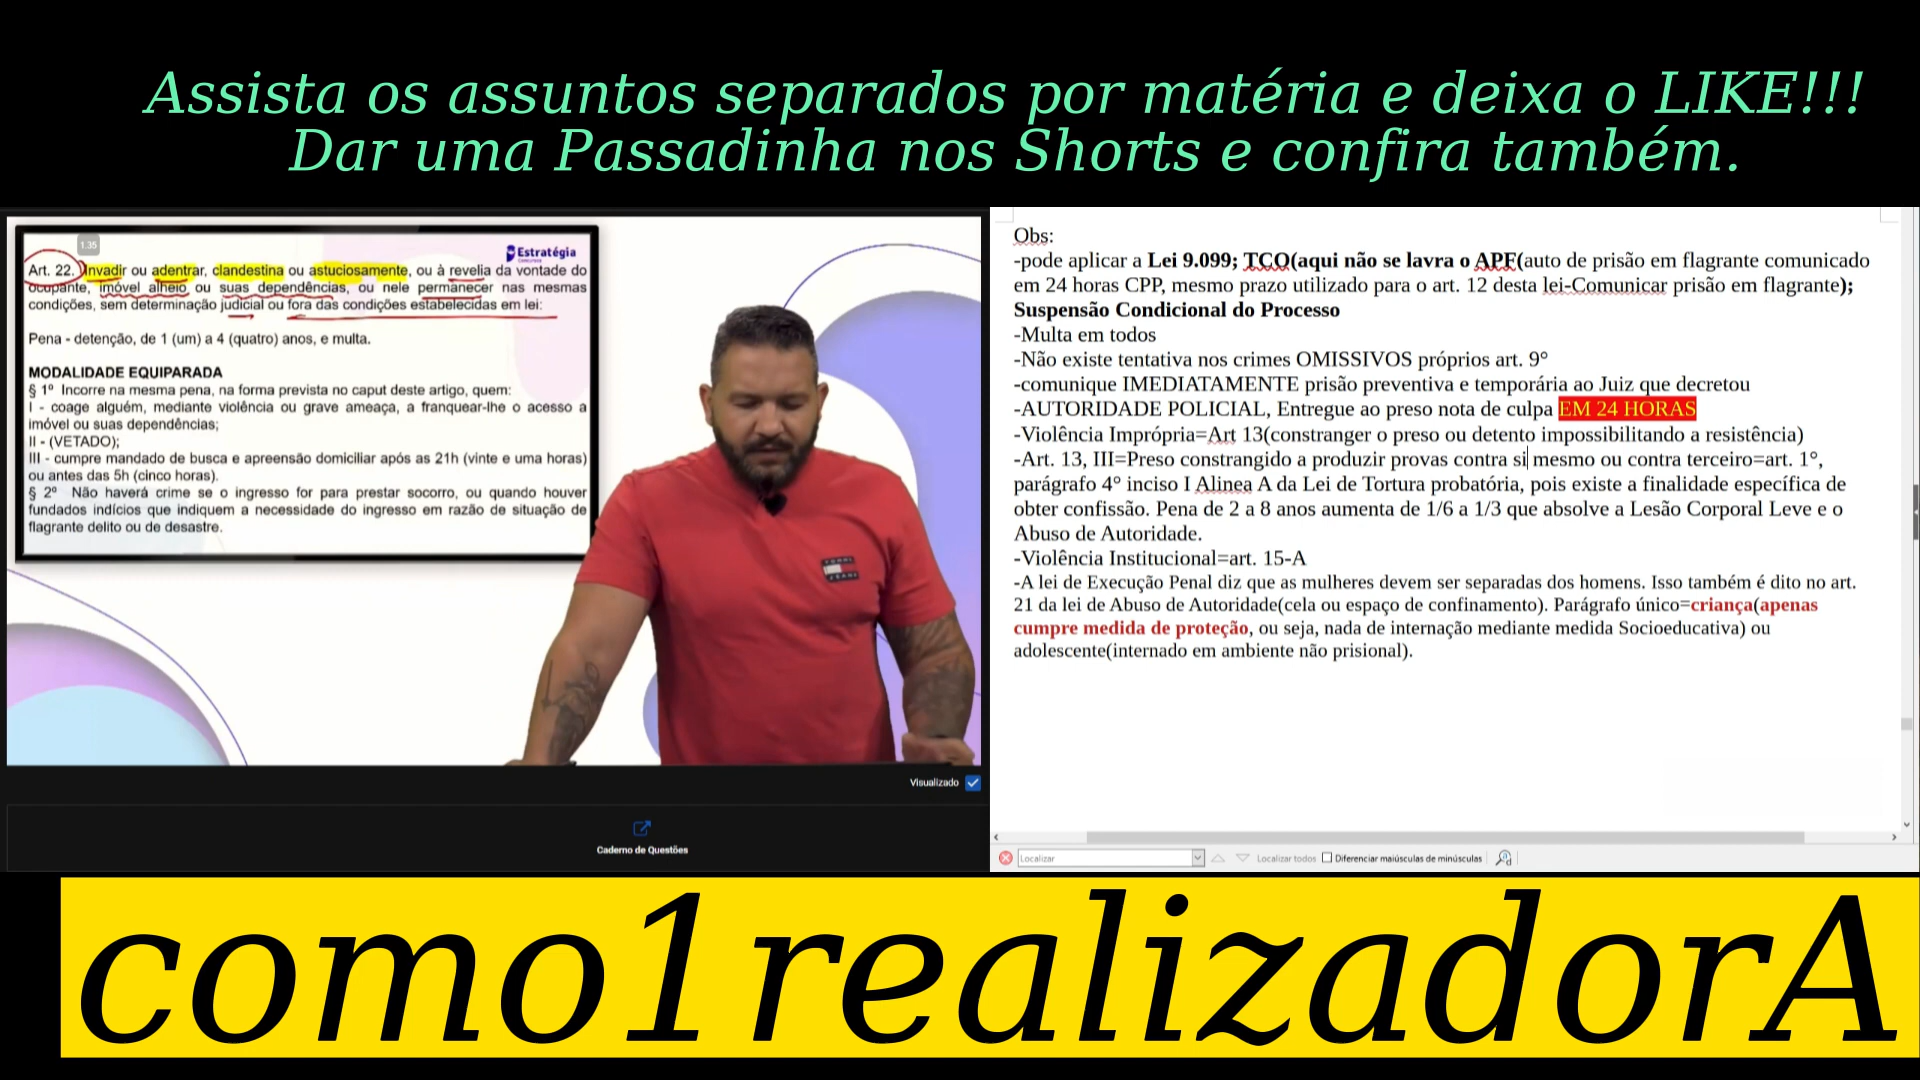 Assista os assuntos separados por matéria e deixa o LIKE!!!
Dar uma Passadinha nos Shorts e confira também.
1.35
Estratégia
Concursos
Art. 22. Invadir ou adentrar, clandestina ou astuciosamente, ou à revelia da vontade do
ocupante, imóvel alheio ou suas dependências, ou nele permanecer nas mesmas
condições, sem determinação judicial ou fora das condições estabelecidas em lei:
Pena - detenção, de 1 (um) a 4 (quatro) anos, e multa.
MODALIDADE EQUIPARADA
§ 1º Incorre na mesma pena, na forma prevista no caput deste artigo, quem:
I - coage alguém, mediante violência ou grave ameaça, a franquear-lhe o acesso a
imóvel ou suas dependências;
II - (VETADO);
III - cumpre mandado de busca e apreensão domiciliar após as 21h (vinte e uma horas)
ou antes das 5h (cinco horas).
§ 2º Não haverá crime se o ingresso for para prestar socorro, ou quando houver
fundados indícios que indiquem a necessidade do ingresso em razão de situação de
flagrante delito ou de desastre.
TOMMY
JEANS
Visualizado
Caderno de Questões
Obs:
-pode aplicar a Lei 9.099; TCO(aqui não se lavra o APF(auto de prisão em flagrante comunicado
em 24 horas CPP, mesmo prazo utilizado para o art. 12 desta lei-Comunicar prisão em flagrante);
Suspensão Condicional do Processo
-Multa em todos
-Não existe tentativa nos crimes OMISSIVOS próprios art. 9°
-comunique IMEDIATAMENTE prisão preventiva e temporária ao Juiz que decretou
-AUTORIDADE POLICIAL, Entregue ao preso nota de culpa EM 24 HORAS
-Violência Imprópria=Art 13(constranger o preso ou detento impossibilitando a resistência)
-Art. 13, III=Preso constrangido a produzir provas contra si mesmo ou contra terceiro=art. 1°,
parágrafo 4° inciso I Alinea A da Lei de Tortura probatória, pois existe a finalidade específica de
obter confissão. Pena de 2 a 8 anos aumenta de 1/6 a 1/3 que absolve a Lesão Corporal Leve e o
Abuso de Autoridade.
-Violência Institucional=art. 15-A
-A lei de Execução Penal diz que as mulheres devem ser separadas dos homens. Isso também é dito no art.
21 da lei de Abuso de Autoridade(cela ou espaço de confinamento). Parágrafo único=criança(apenas
cumpre medida de proteção, ou seja, nada de internação mediante medida Socioeducativa) ou
adolescente(internado em ambiente não prisional).
Localizar
Localizar todos
Diferenciar maiúsculas de minúsculas
como1realizadorA